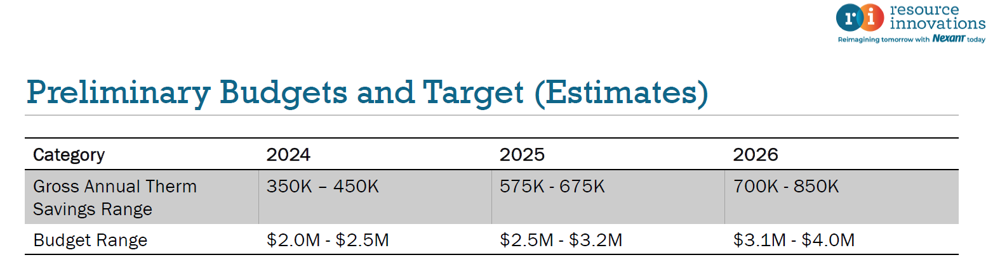 ri resource
innovations
Reimagining tomorrow with Nexant today
Preliminary Budgets and Target (Estimates)
Category 2024 2025 2026
Gross Annual Therm 350K – 450K 575K - 675K 700K - 850K
Savings Range
Budget Range $2.0M - $2.5M $2.5M - $3.2M $3.1M - $4.0M